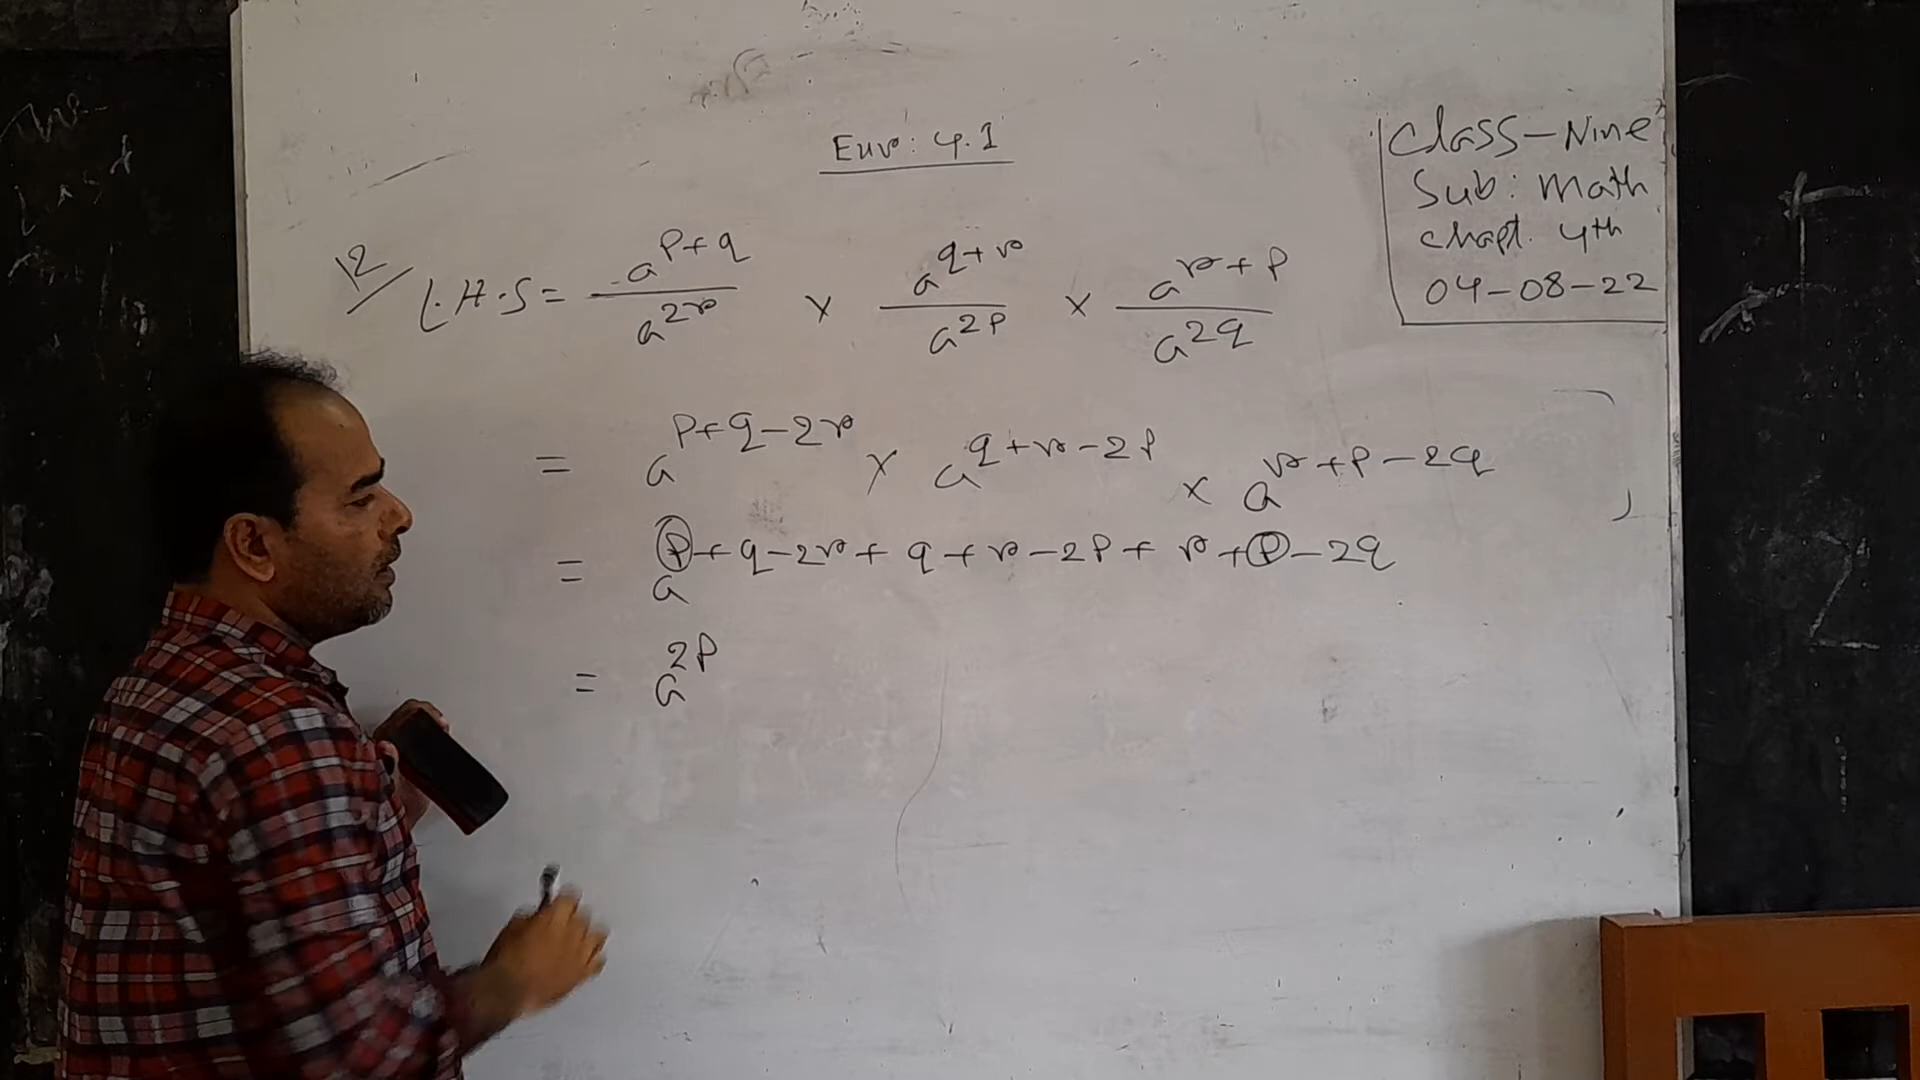 Exr: 4.1
Class-Nine
Sub: Math
Chapt. 4th
04-08-22
12/ L.H.S = a^{p+q}/a^{2r} × a^{q+r}/a^{2p} × a^{r+p}/a^{2q}
= a^{p+q-2r} × a^{q+r-2p} × a^{r+p-2q}
= a^{p+q-2r+q+r-2p+r+p-2q}
= a^{2p}